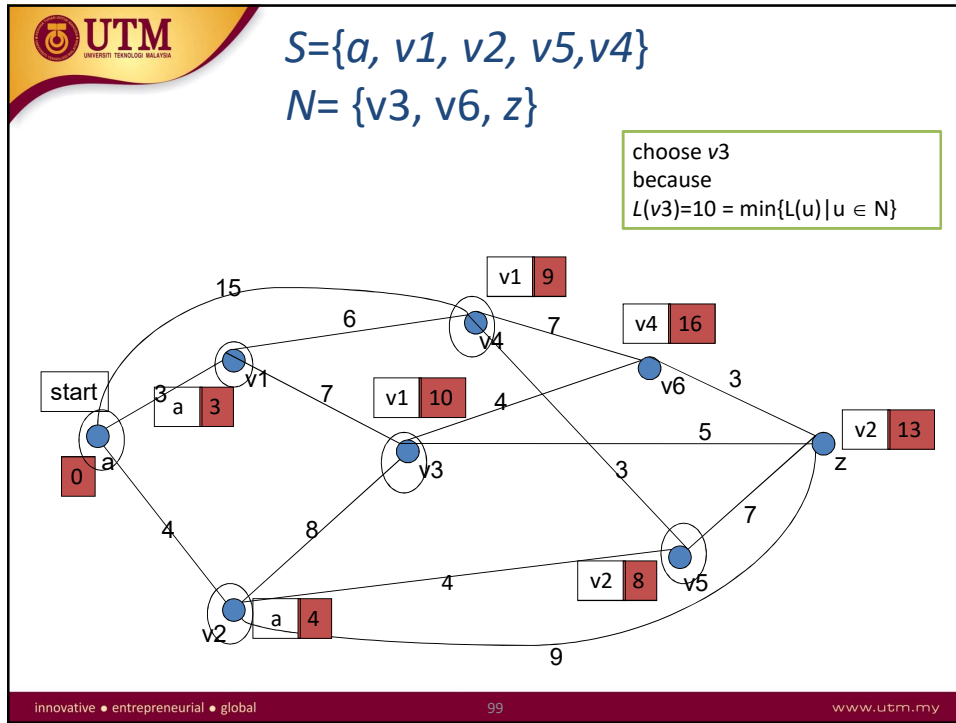 UTM
UNIVERSITI TEKNOLOGI MALAYSIA
S={a, v1, v2, v5,v4}
N= {v3, v6, z}
choose v3
because
L(v3)=10 = min{L(u)|u ∈ N}
15
v1 9
6
v4
7
v4 16
start
3
v1
a 3
7
v1 10
4
v6
3
5
v2 13
a
0
v3
3
z
4
8
7
4
v2 8
v5
v2
a 4
9
innovative ● entrepreneurial ● global
99
www.utm.my